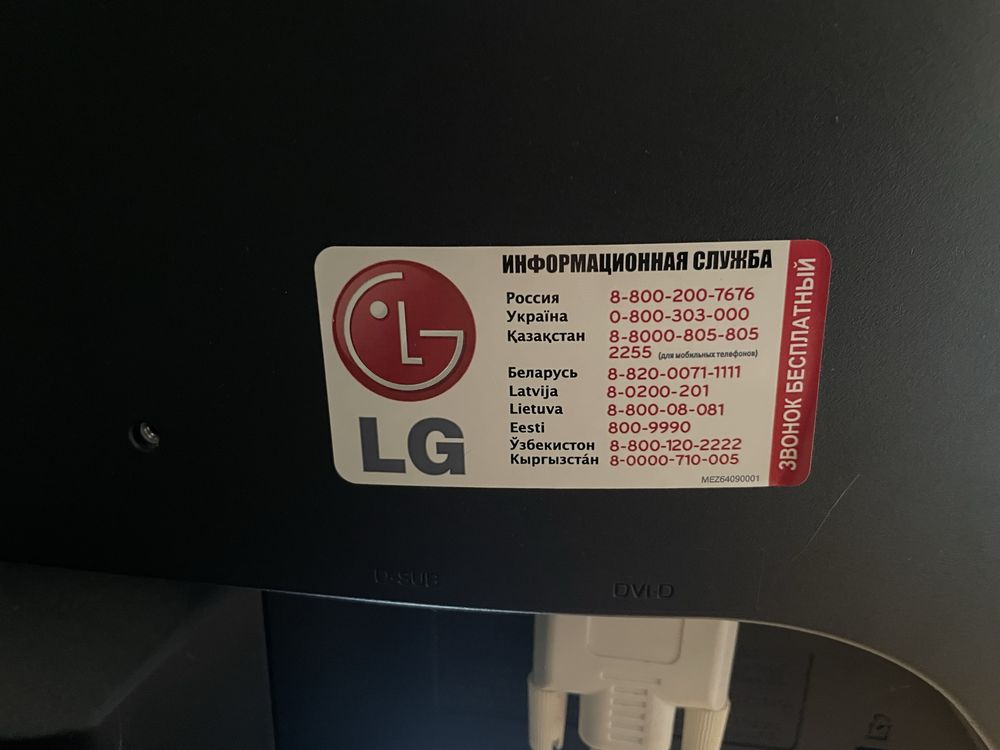 ИНФОРМАЦИОННАЯ СЛУЖБА
Россия 8-800-200-7676
Україна 0-800-303-000
Қазақстан 8-8000-805-805
2255 (для мобильных телефонов)
Беларусь 8-820-0071-1111
Latvija 8-0200-201
Lietuva 8-800-08-081
Eesti 800-9990
Ўзбекистон 8-800-120-2222
Кыргызстáн 8-0000-710-005
MEZ64090001
ЗВОНОК БЕСПЛАТНЫЙ
LG
LG
D-SUB
DVI-D